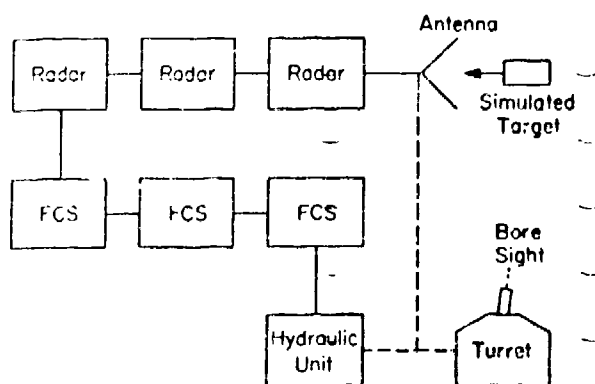 Antenna
Radar
Radar
Radar
Simulated
Target
FCS
FCS
FCS
Bore
Sight
Hydraulic
Unit
Turret